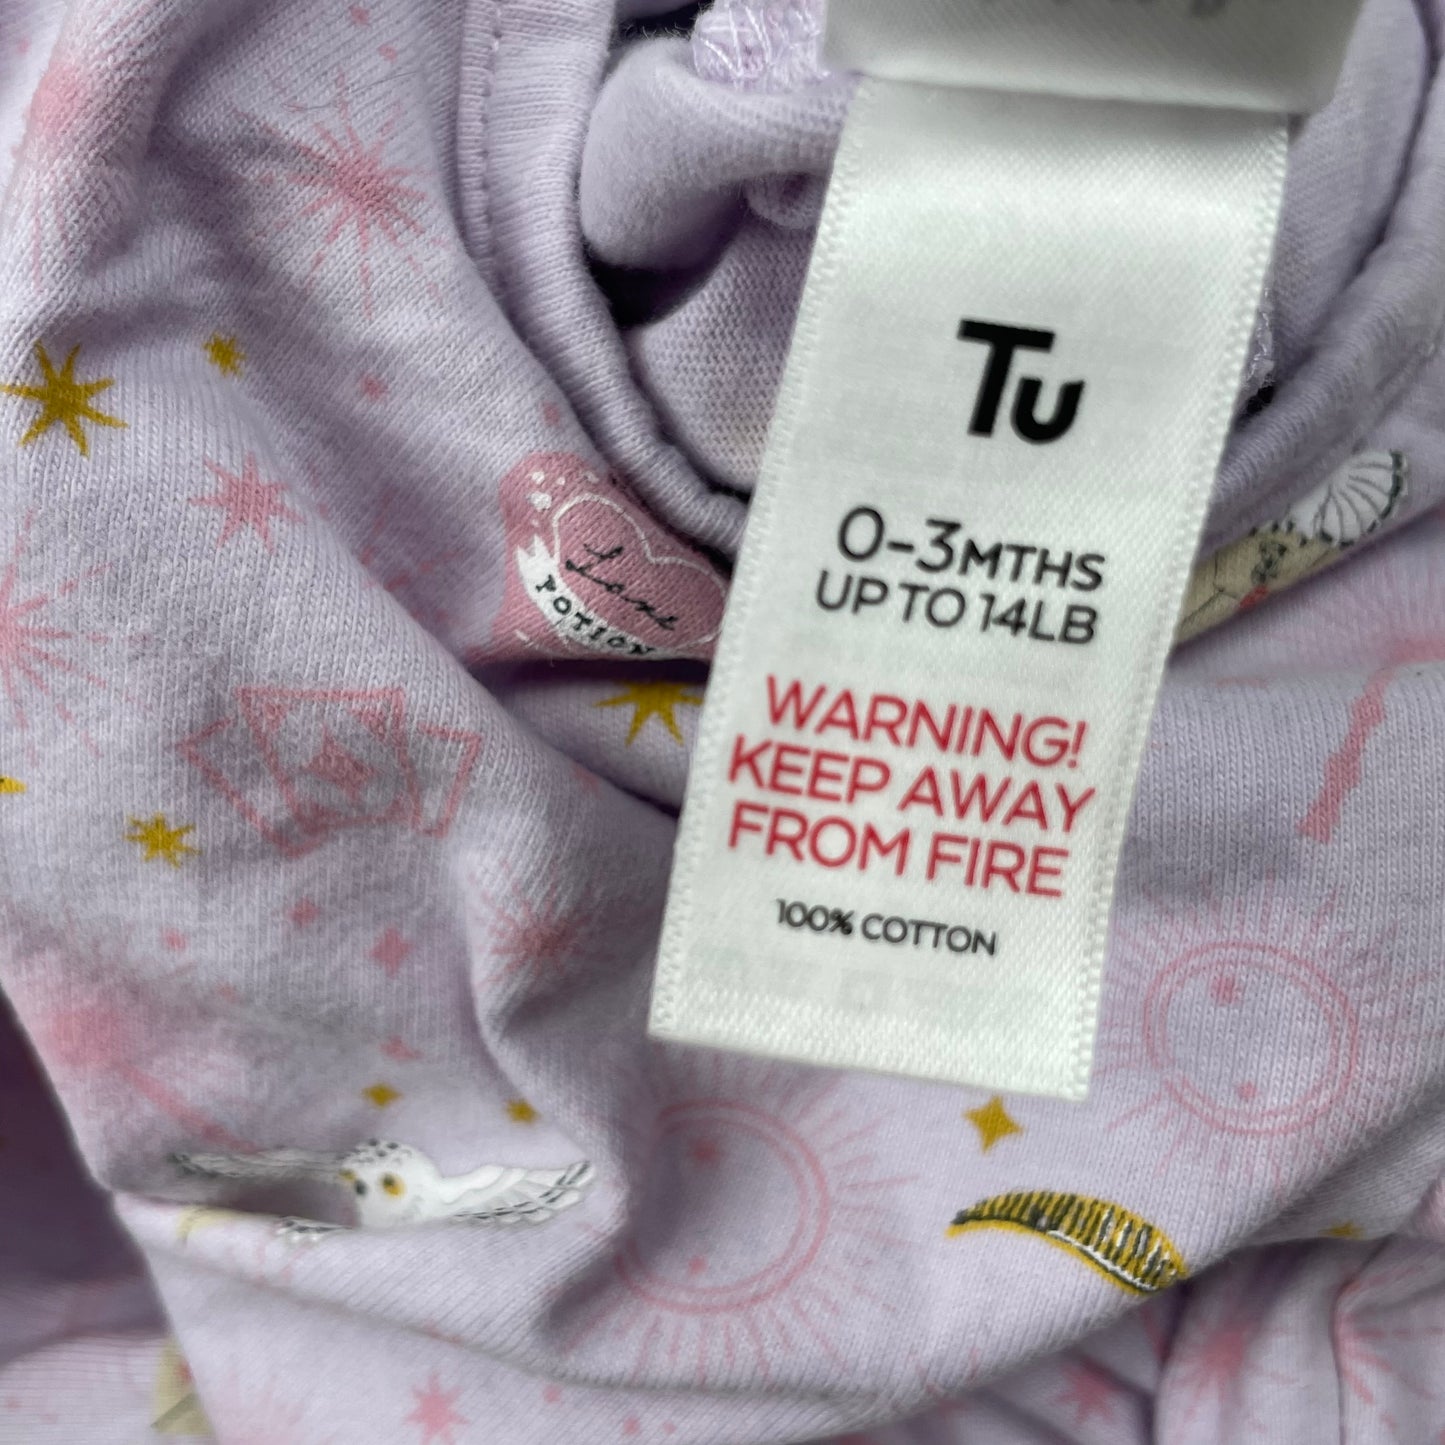 Tu
0-3MTHS
UP TO 14LB
WARNING!
KEEP AWAY
FROM FIRE
100% COTTON
Love
POTION